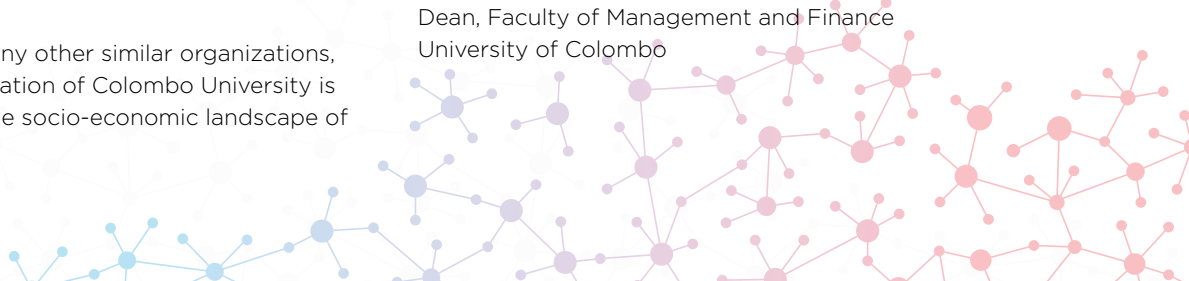 ny other similar organizations,
ation of Colombo University is
e socio-economic landscape of
Dean, Faculty of Management and Finance
University of Colombo